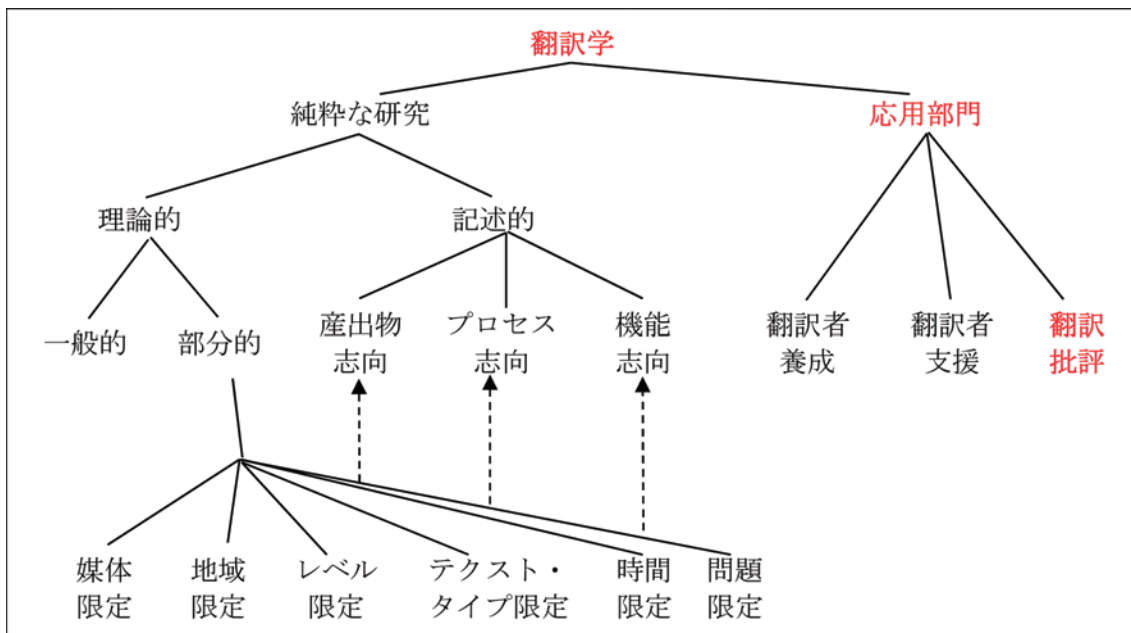 翻訳学
純粋な研究
応用部門
理論的
記述的
一般的
部分的
産出物
志向
プロセス
志向
機能
志向
翻訳者
養成
翻訳者
支援
翻訳
批評
媒体
限定
地域
限定
レベル
限定
テクスト・
タイプ限定
時間
限定
問題
限定